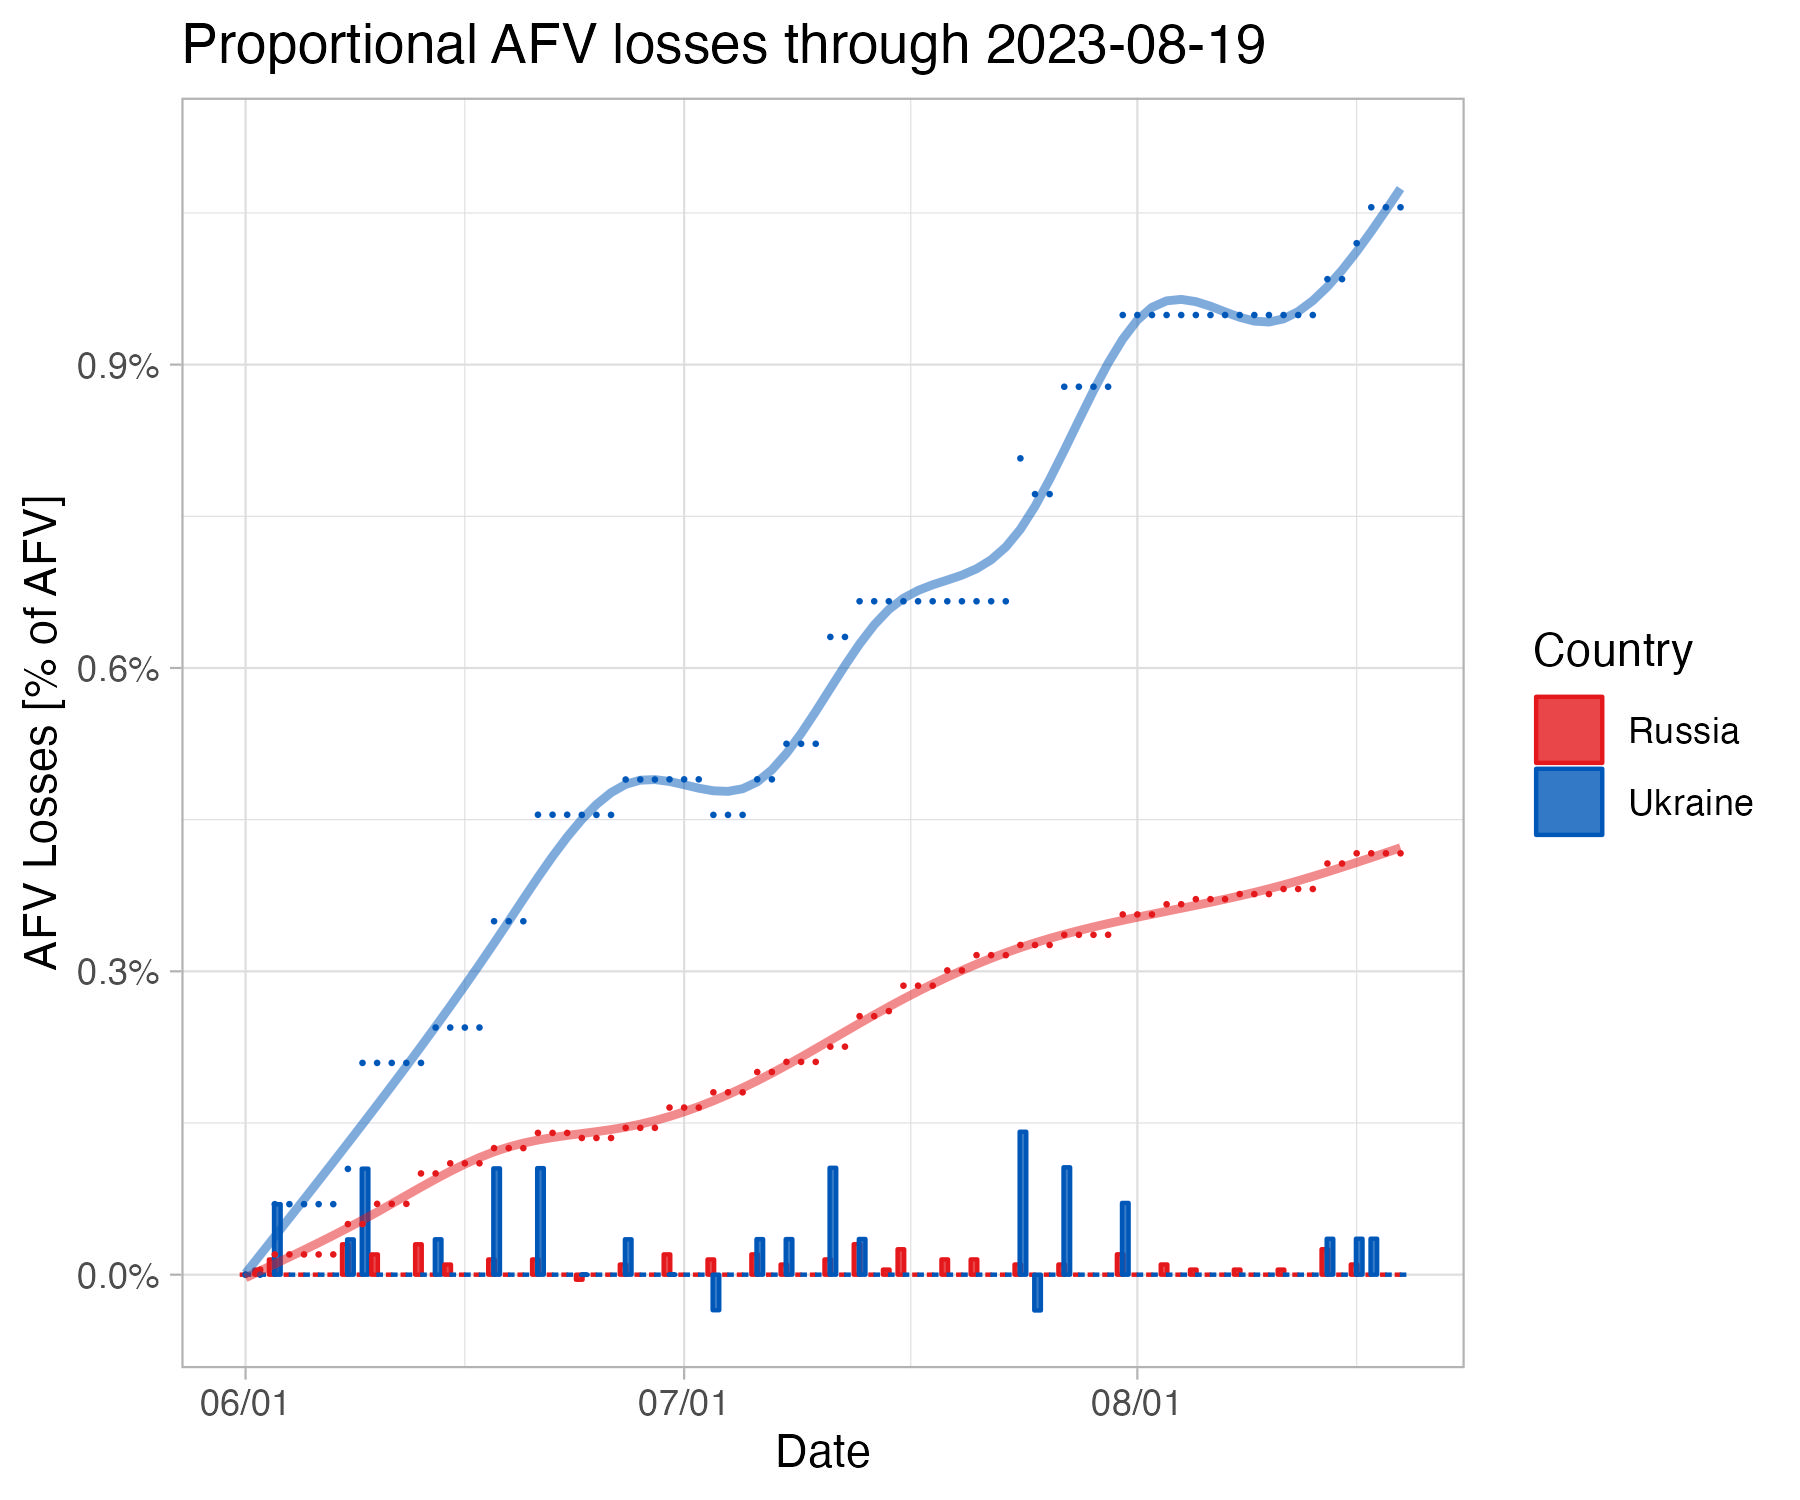 Proportional AFV losses through 2023-08-19
AFV Losses [% of AFV]
0.9%
0.6%
0.3%
0.0%
06/01
07/01
08/01
Date
Country
Russia
Ukraine